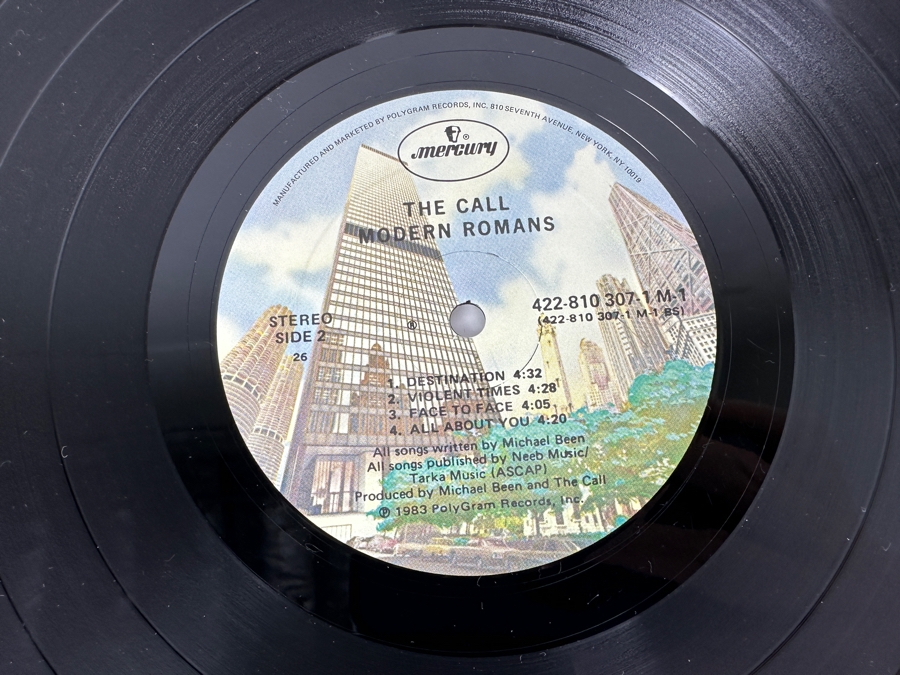 MANUFACTURED AND MARKETED BY POLYGRAM RECORDS, INC. 810 SEVENTH AVENUE, NEW YORK, NY 10019
mercury ®
THE CALL
MODERN ROMANS
STEREO
SIDE 2
26
422-810 307-1 M-1
(422-810 307-1 M-1 BS)
1. DESTINATION 4:32
2. VIOLENT TIMES 4:28
3. FACE TO FACE 4:05
4. ALL ABOUT YOU 4:20
All songs written by Michael Been
All songs published by Neeb Music/
Tarka Music (ASCAP)
Produced by Michael Been and The Call
℗ 1983 PolyGram Records, Inc.